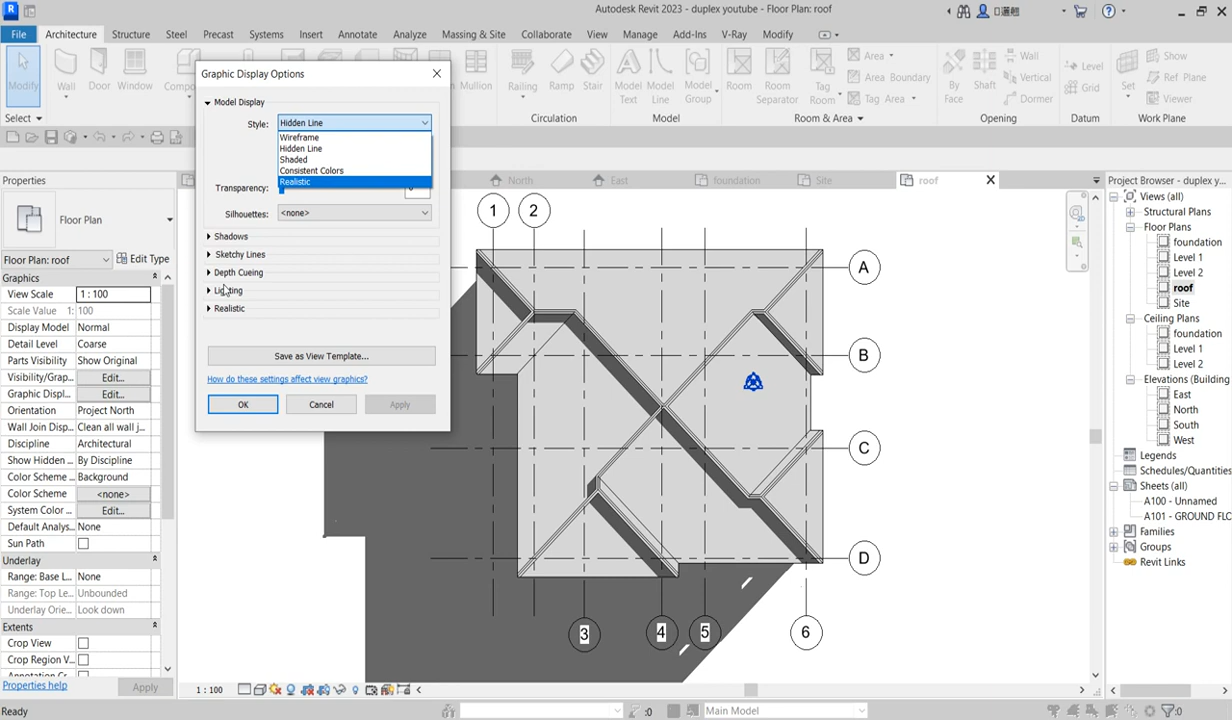 Autodesk Revit 2023 - duplex youtube - Floor Plan: roof
File Architecture Structure Steel Precast Systems Insert Annotate Analyze Massing & Site Collaborate View Manage Add-Ins V-Ray Modify
Modify
Wall
Door
Window
Mullion
Railing
Ramp
Stair
Model Text
Model Line
Model Group
Room
Room Separator
Tag Room
Area
Area Boundary
Tag Area
By Face
Shaft
Wall
Vertical
Dormer
Level
Grid
Set
Show
Ref Plane
Viewer
Select
Circulation
Model
Room & Area
Opening
Datum
Work Plane
North
East
foundation
Site
roof
Graphic Display Options
Model Display
Style: Hidden Line
Wireframe
Hidden Line
Shaded
Consistent Colors
Realistic
Transparency:
Silhouettes: <none>
Shadows
Sketchy Lines
Depth Cueing
Lighting
Realistic
Save as View Template...
How do these settings affect view graphics?
OK Cancel Apply
Properties
Floor Plan
Floor Plan: roof Edit Type
Graphics
View Scale 1 : 100
Scale Value 1: 100
Display Model Normal
Detail Level Coarse
Parts Visibility Show Original
Visibility/Grap... Edit...
Graphic Displ... Edit...
Orientation Project North
Wall Join Disp... Clean all wall j...
Discipline Architectural
Show Hidden ... By Discipline
Color Scheme ... Background
Color Scheme <none>
System Color ... Edit...
Default Analys... None
Sun Path
Underlay
Range: Base L... None
Range: Top Lev... Unbounded
Underlay Orie... Look down
Extents
Crop View
Crop Region V...
Properties help Apply
1 2
A
B
C
D
3 4 5 6
Project Browser - duplex y...
Views (all)
Structural Plans
Floor Plans
foundation
Level 1
Level 2
roof
Site
Ceiling Plans
foundation
Level 1
Level 2
Elevations (Building
East
North
South
West
Legends
Schedules/Quantities
Sheets (all)
A100 - Unnamed
A101 - GROUND FLC
Families
Groups
Revit Links
1 : 100
Ready
:0
Main Model
:0